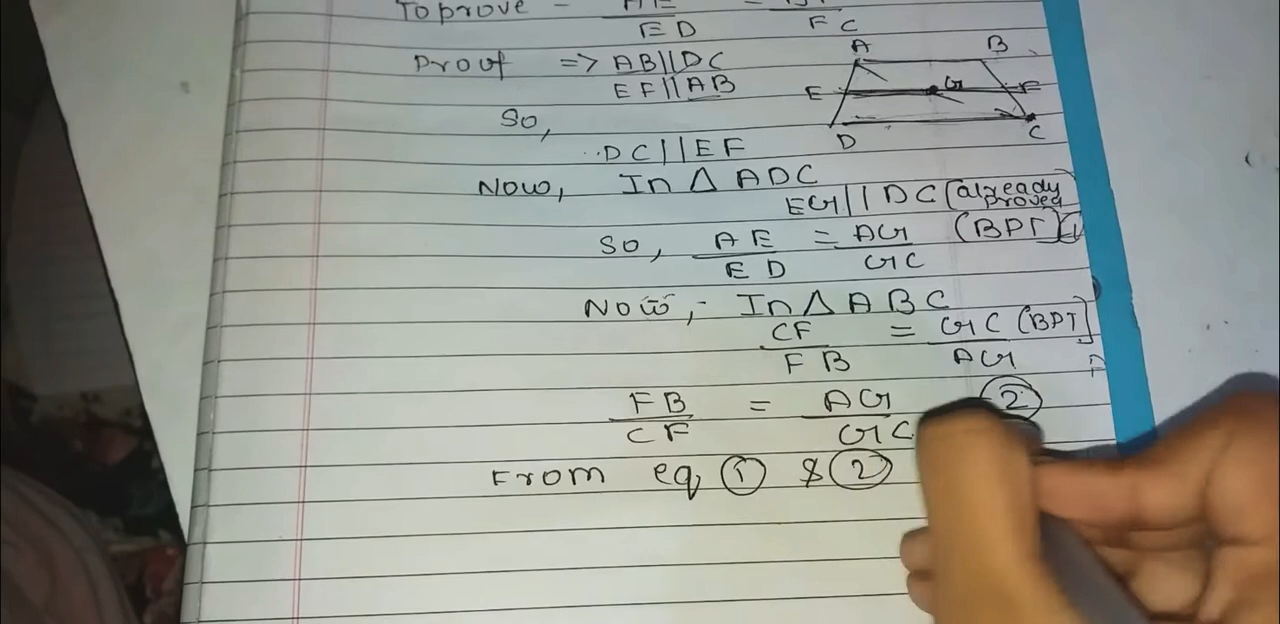 To prove - AE = BF
ED FC
A B
Proof => AB||DC
EF||AB
E G F
So,
D C
DC||EF
Now, In Δ ADC
EG||DC (already
proved)
So, AE = AG (BPT) 1
ED GC
Now, - In Δ ABC
CF = GC (BPT)
FB AG
FB = AG 2
CF GC
From eq 1 & 2